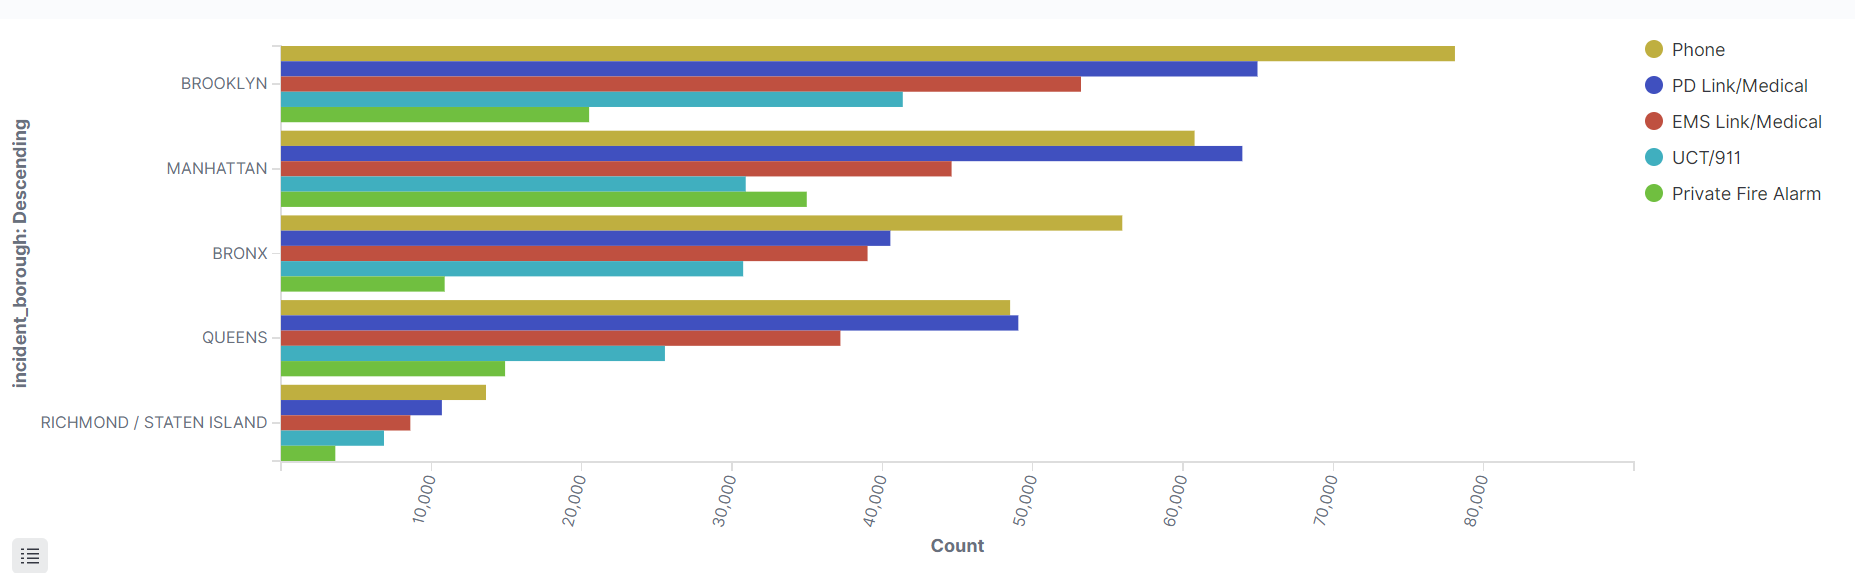 BROOKLYN
MANHATTAN
BRONX
QUEENS
RICHMOND / STATEN ISLAND
incident_borough: Descending
10,000
20,000
30,000
40,000
50,000
60,000
70,000
80,000
Count
Phone
PD Link/Medical
EMS Link/Medical
UCT/911
Private Fire Alarm